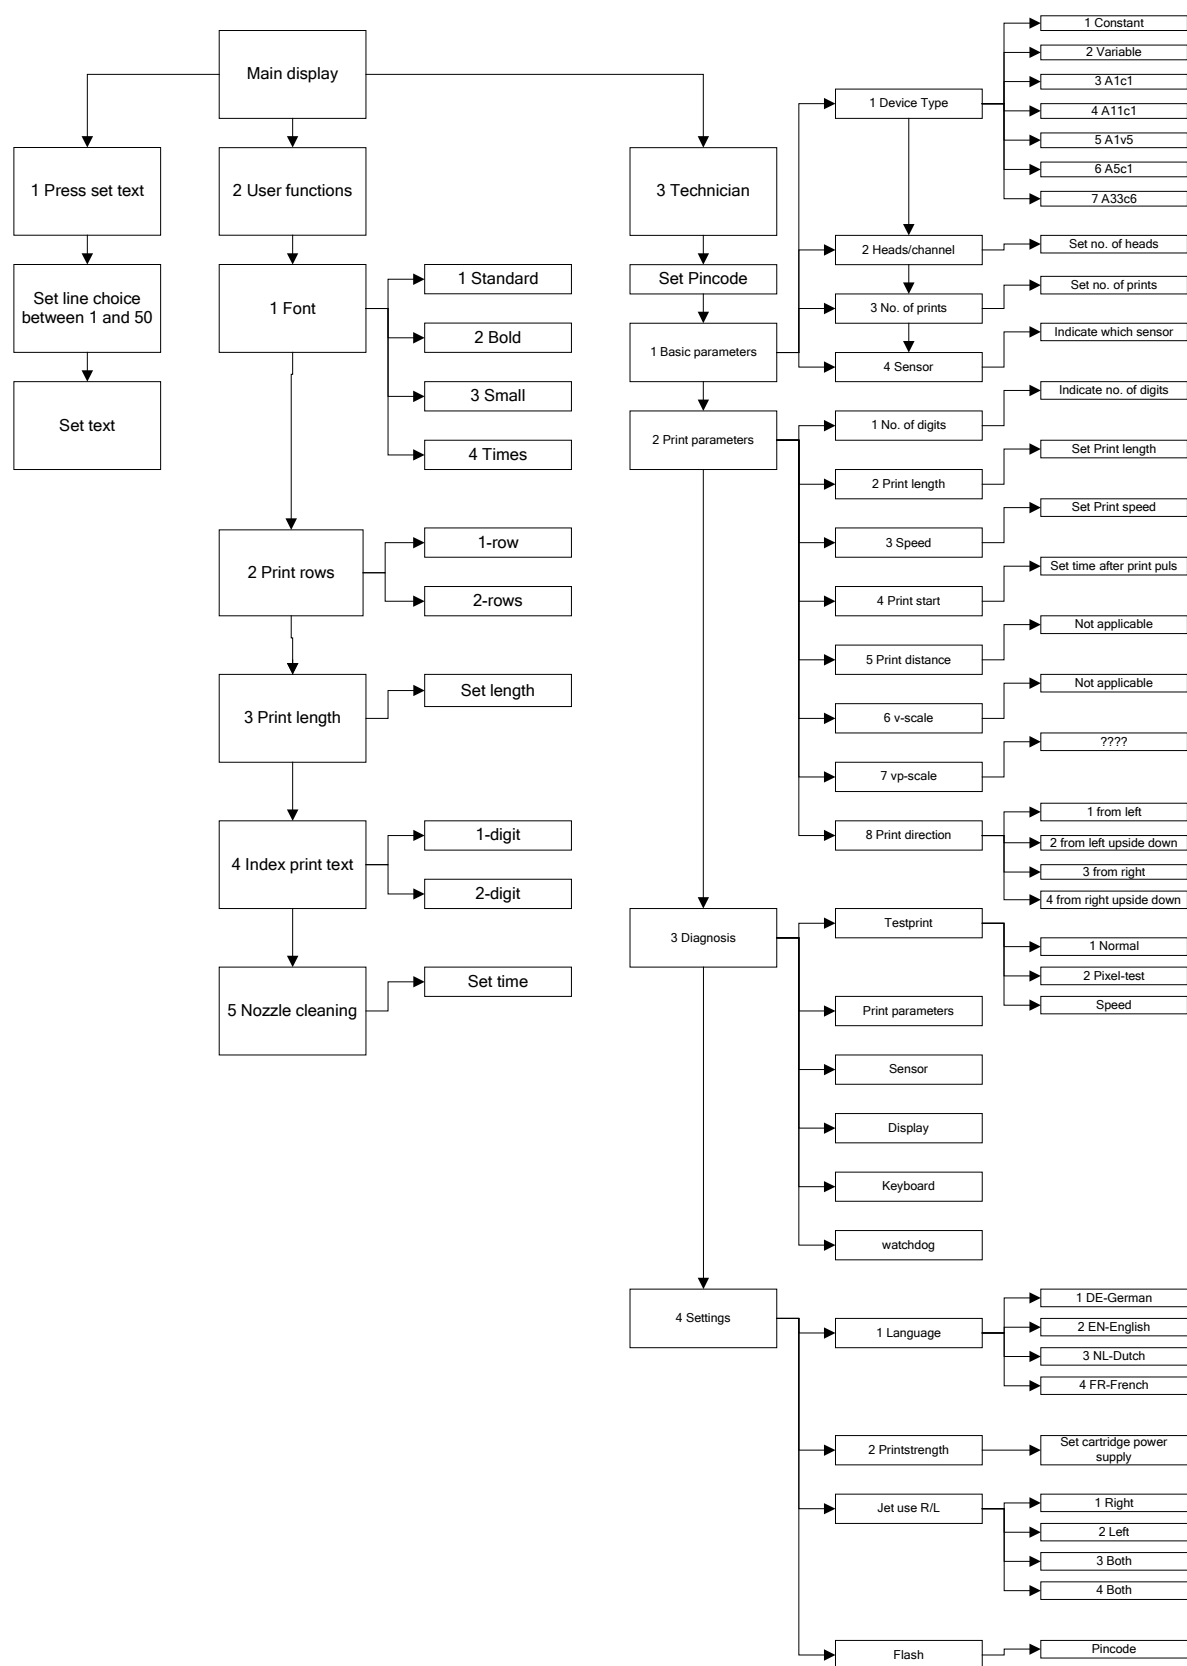 Main display
1 Press set text
Set line choice
between 1 and 50
Set text
2 User functions
1 Font
1 Standard
2 Bold
3 Small
4 Times
2 Print rows
1-row
2-rows
3 Print length
Set length
4 Index print text
1-digit
2-digit
5 Nozzle cleaning
Set time
3 Technician
Set Pincode
1 Basic parameters
1 Device Type
1 Constant
2 Variable
3 A1c1
4 A11c1
5 A1v5
6 A5c1
7 A33c6
2 Heads/channel
Set no. of heads
3 No. of prints
Set no. of prints
4 Sensor
Indicate which sensor
2 Print parameters
1 No. of digits
Indicate no. of digits
2 Print length
Set Print length
3 Speed
Set Print speed
4 Print start
Set time after print puls
5 Print distance
Not applicable
6 v-scale
Not applicable
7 vp-scale
????
8 Print direction
1 from left
2 from left upside down
3 from right
4 from right upside down
3 Diagnosis
Testprint
1 Normal
2 Pixel-test
Speed
Print parameters
Sensor
Display
Keyboard
watchdog
4 Settings
1 Language
1 DE-German
2 EN-English
3 NL-Dutch
4 FR-French
2 Printstrength
Set cartridge power
supply
Jet use R/L
1 Right
2 Left
3 Both
4 Both
Flash
Pincode